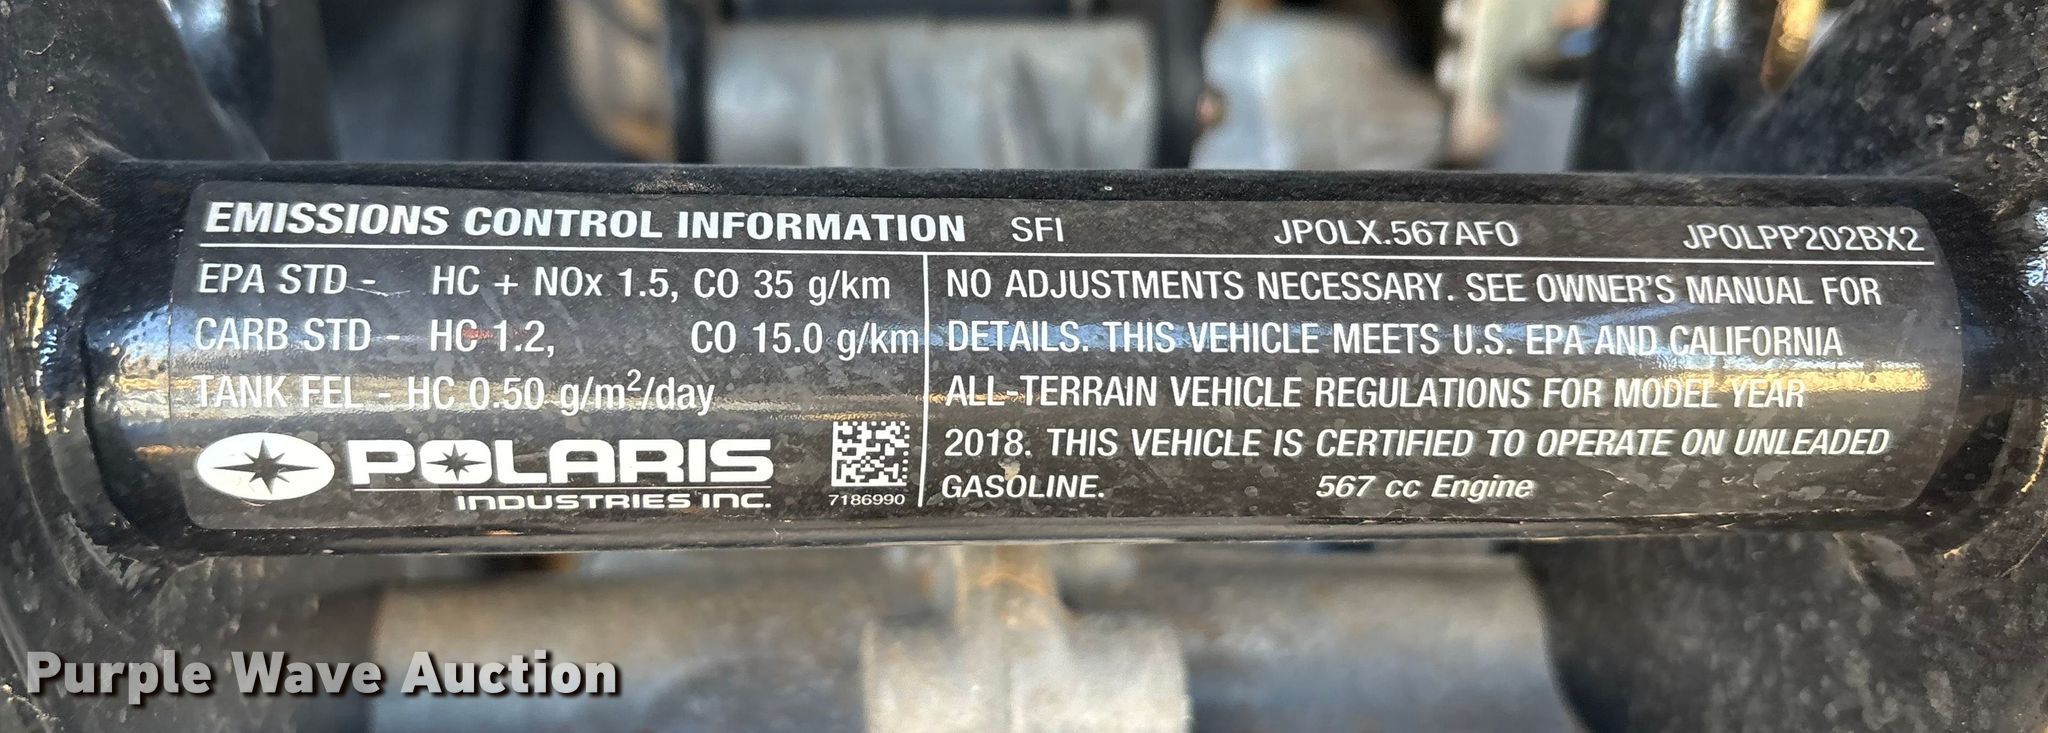 EMISSIONS CONTROL INFORMATION SFI JPOLX.567AFO JPOLPP202BX2
EPA STD - HC + NOx 1.5, CO 35 g/km
CARB STD - HC 1.2, CO 15.0 g/km
TANK FEL - HC 0.50 g/m²/day
POLARIS
INDUSTRIES INC.
7186990
NO ADJUSTMENTS NECESSARY. SEE OWNER'S MANUAL FOR
DETAILS. THIS VEHICLE MEETS U.S. EPA AND CALIFORNIA
ALL-TERRAIN VEHICLE REGULATIONS FOR MODEL YEAR
2018. THIS VEHICLE IS CERTIFIED TO OPERATE ON UNLEADED
GASOLINE. 567 cc Engine
Purple Wave Auction